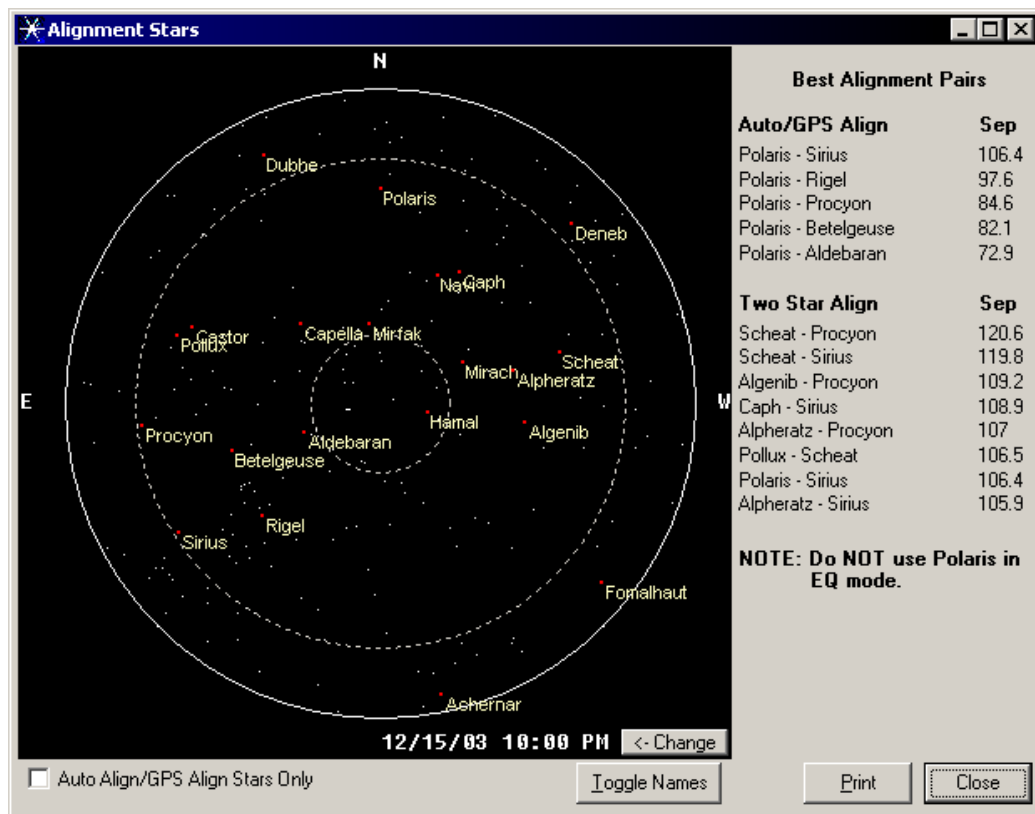 Alignment Stars
N
Dubhe
Polaris
Deneb
Navi
Caph
Castor
Pollux
Capella
Mirfak
Scheat
Mirach
Alpheratz
E
W
Hamal
Procyon
Aldebaran
Algenib
Betelgeuse
Rigel
Sirius
Fomalhaut
Achernar
12/15/03 10:00 PM
<- Change
Best Alignment Pairs
Auto/GPS Align Sep
Polaris - Sirius 106.4
Polaris - Rigel 97.6
Polaris - Procyon 84.6
Polaris - Betelgeuse 82.1
Polaris - Aldebaran 72.9
Two Star Align Sep
Scheat - Procyon 120.6
Scheat - Sirius 119.8
Algenib - Procyon 109.2
Caph - Sirius 108.9
Alpheratz - Procyon 107
Pollux - Scheat 106.5
Polaris - Sirius 106.4
Alpheratz - Sirius 105.9
NOTE: Do NOT use Polaris in
EQ mode.
Auto Align/GPS Align Stars Only
Toggle Names
Print
Close